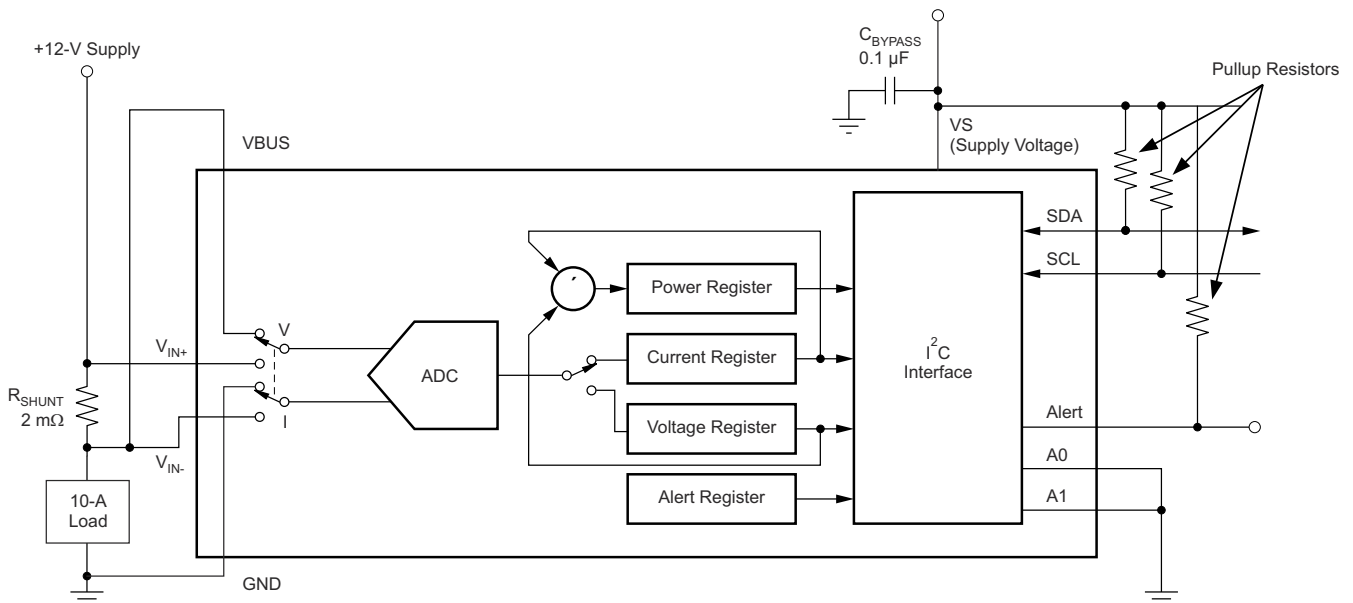 +12-V Supply
C_BYPASS
0.1 µF
Pullup Resistors
VBUS
VS
(Supply Voltage)
SDA
SCL
Power Register
V
V_IN+
Current Register
I²C
Interface
ADC
R_SHUNT
2 mΩ
I
Voltage Register
Alert
V_IN-
A0
10-A
Load
Alert Register
A1
GND